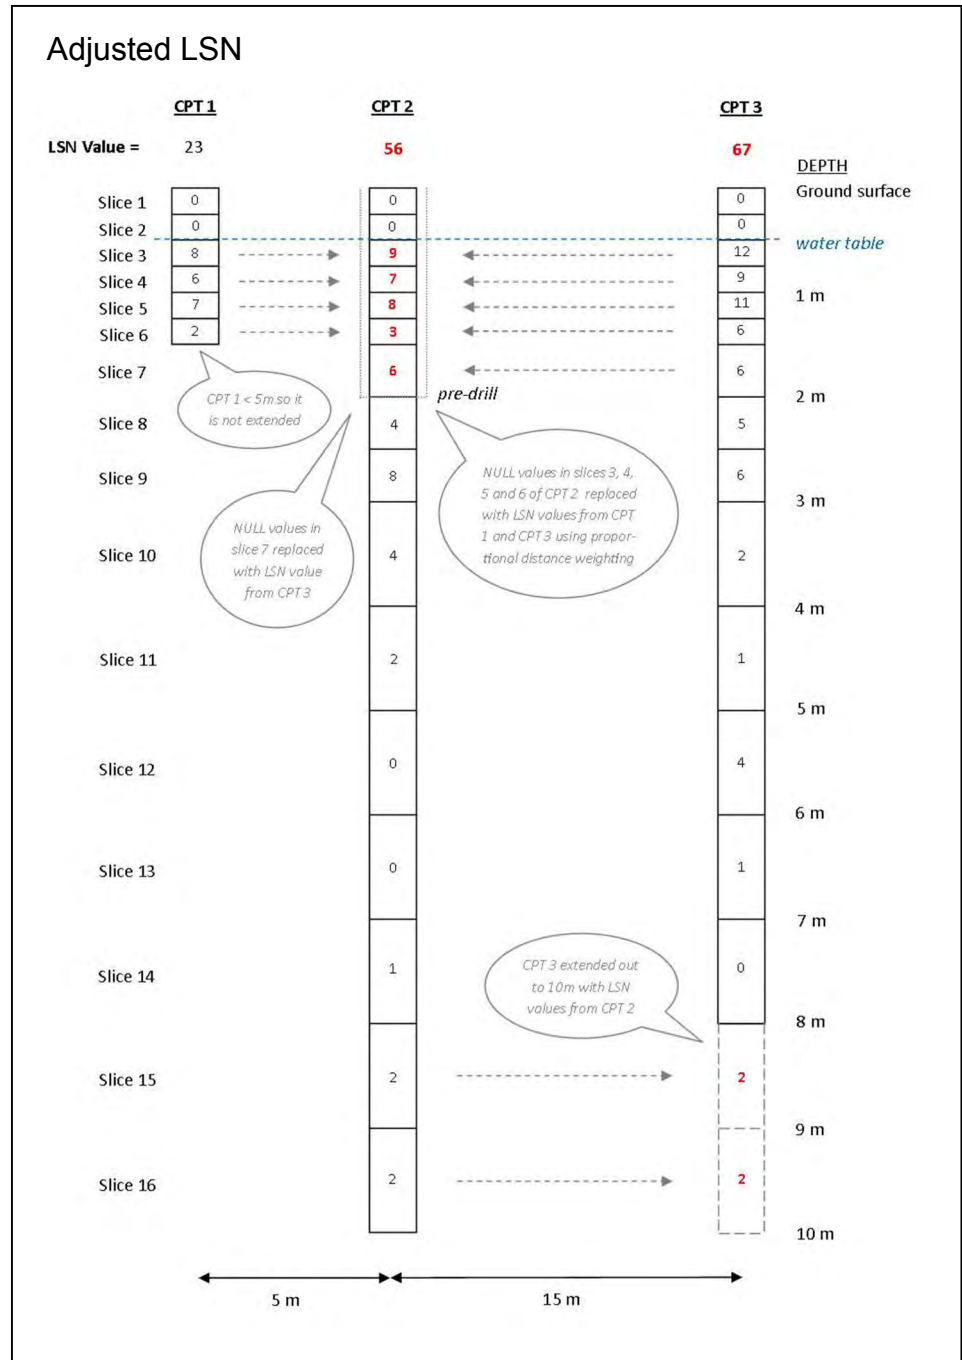 Adjusted LSN
CPT 1 CPT 2 CPT 3
LSN Value = 23 56 67
DEPTH
Slice 1 0 0 0 Ground surface
Slice 2 0 0 0
water table
Slice 3 8 9 12
Slice 4 6 7 9
Slice 5 7 8 11 1 m
Slice 6 2 3 6
Slice 7 6 6
CPT 1 < 5m so it
is not extended
pre-drill 2 m
Slice 8 4 5
Slice 9 8 6
NULL values in slices 3, 4,
5 and 6 of CPT 2 replaced
with LSN values from CPT
1 and CPT 3 using propor-
tional distance weighting
3 m
NULL values in
slice 7 replaced
with LSN value
from CPT 3
Slice 10 4 2
4 m
Slice 11 2 1
5 m
Slice 12 0 4
6 m
Slice 13 0 1
7 m
Slice 14 1 0
CPT 3 extended out
to 10m with LSN
values from CPT 2
8 m
Slice 15 2 2
9 m
Slice 16 2 2
10 m
5 m 15 m